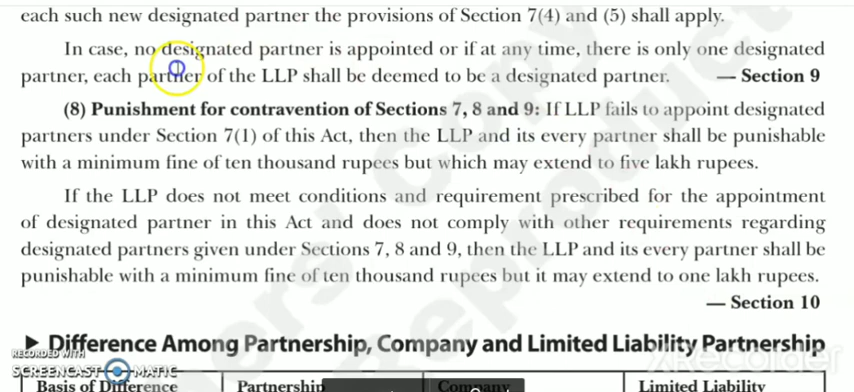 each such new designated partner the provisions of Section 7(4) and (5) shall apply.
In case, no designated partner is appointed or if at any time, there is only one designated
partner, each partner of the LLP shall be deemed to be a designated partner. — Section 9
(8) Punishment for contravention of Sections 7, 8 and 9: If LLP fails to appoint designated
partners under Section 7(1) of this Act, then the LLP and its every partner shall be punishable
with a minimum fine of ten thousand rupees but which may extend to five lakh rupees.
If the LLP does not meet conditions and requirement prescribed for the appointment
of designated partner in this Act and does not comply with other requirements regarding
designated partners given under Sections 7, 8 and 9, then the LLP and its every partner shall be
punishable with a minimum fine of ten thousand rupees but it may extend to one lakh rupees.
— Section 10
▶ Difference Among Partnership, Company and Limited Liability Partnership
RECORDED WITH
SCREENCAST MATIC
XRecorder
Basis of Difference Partnership Company Limited Liability